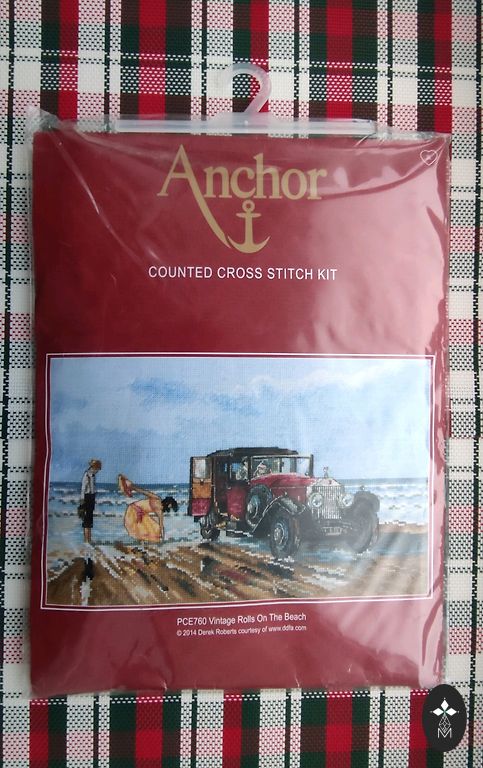 Anchor
COUNTED CROSS STITCH KIT
PCE760 Vintage Rolls On The Beach
© 2014 Derek Roberts courtesy of www.ddfa.com
M